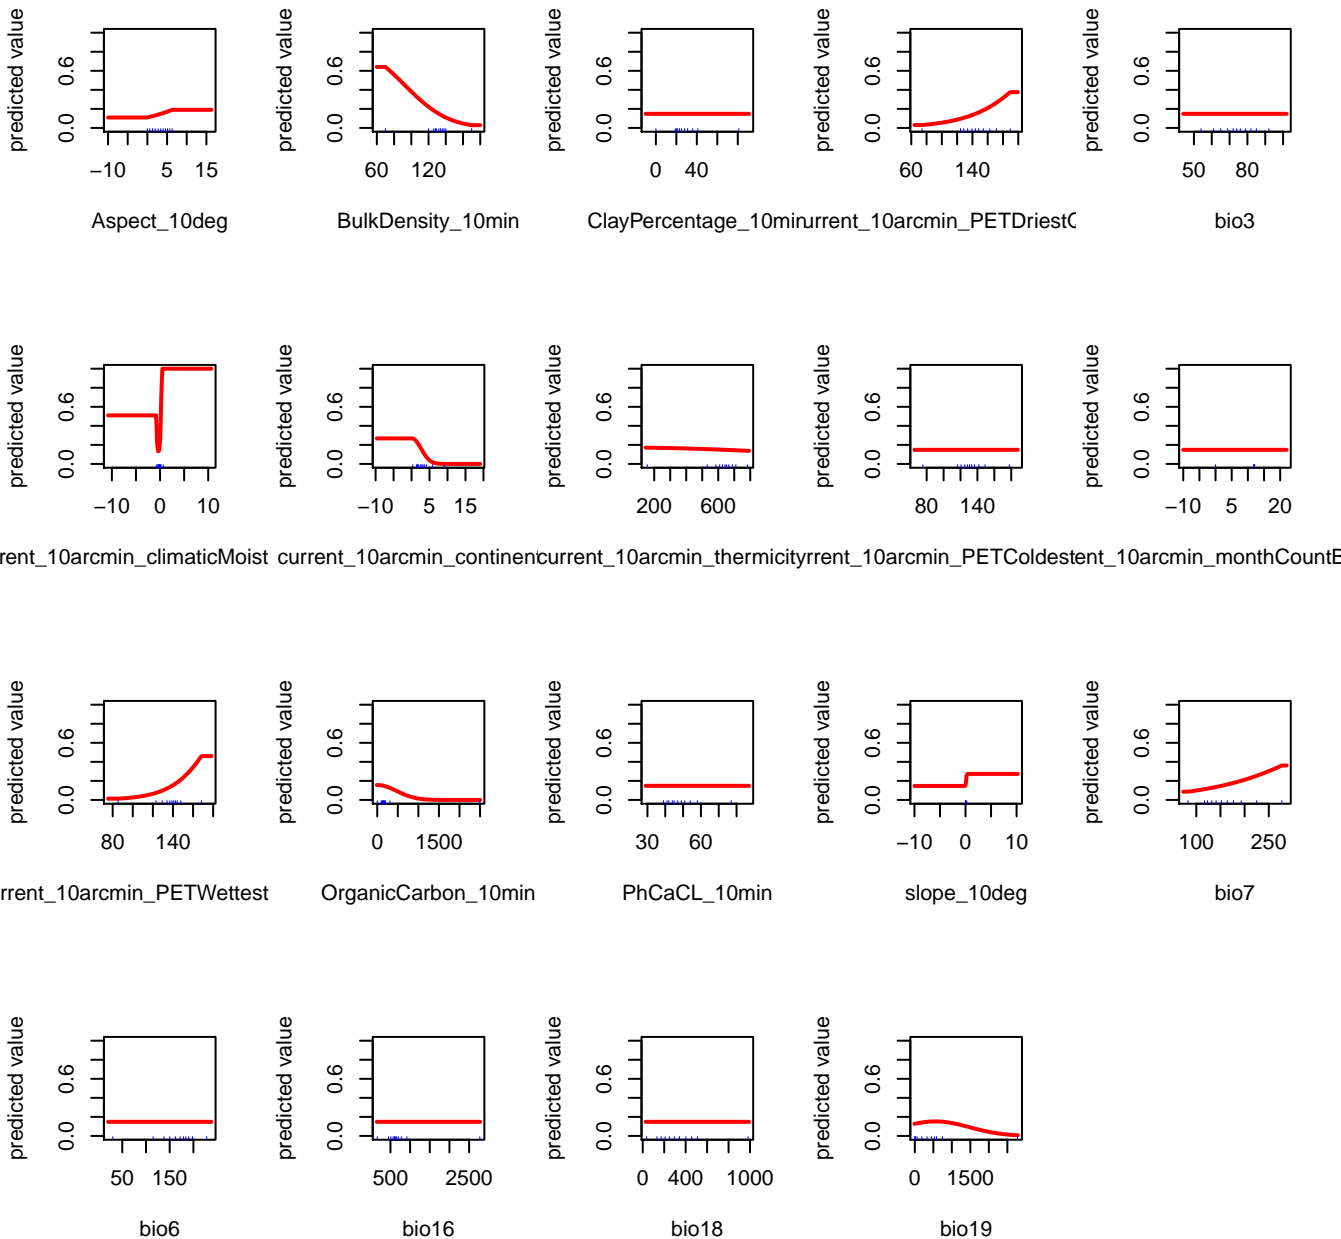 predicted value predicted value predicted value predicted value predicted value
0.0 0.6 0.0 0.6 0.0 0.6 0.0 0.6 0.0 0.6
−10 5 15 60 120 0 40 60 140 50 80
Aspect_10deg BulkDensity_10min ClayPercentage_10min urrent_10arcmin_PETDriestQ bio3
predicted value predicted value predicted value predicted value predicted value
0.0 0.6 0.0 0.6 0.0 0.6 0.0 0.6 0.0 0.6
−10 0 10 −10 5 15 200 600 80 140 −10 5 20
rent_10arcmin_climaticMoist current_10arcmin_continen current_10arcmin_thermicity rrent_10arcmin_PETColdest ent_10arcmin_monthCountB
predicted value predicted value predicted value predicted value predicted value
0.0 0.6 0.0 0.6 0.0 0.6 0.0 0.6 0.0 0.6
80 140 0 1500 30 60 −10 0 10 100 250
rrent_10arcmin_PETWettest OrganicCarbon_10min PhCaCL_10min slope_10deg bio7
predicted value predicted value predicted value predicted value
0.0 0.6 0.0 0.6 0.0 0.6 0.0 0.6
50 150 500 2500 0 400 1000 0 1500
bio6 bio16 bio18 bio19